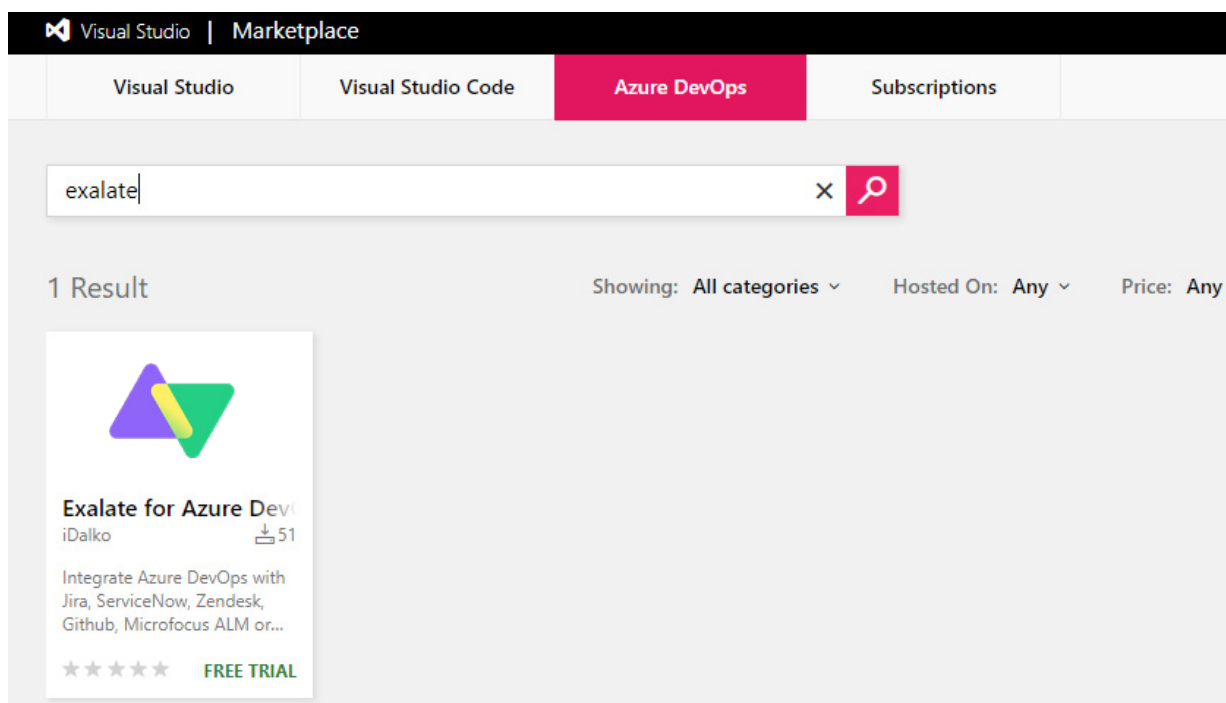 Visual Studio | Marketplace
Visual Studio Visual Studio Code Azure DevOps Subscriptions
exalate
1 Result Showing: All categories Hosted On: Any Price: Any
Exalate for Azure Dev
iDalko 51
Integrate Azure DevOps with
Jira, ServiceNow, Zendesk,
Github, Microfocus ALM or...
FREE TRIAL